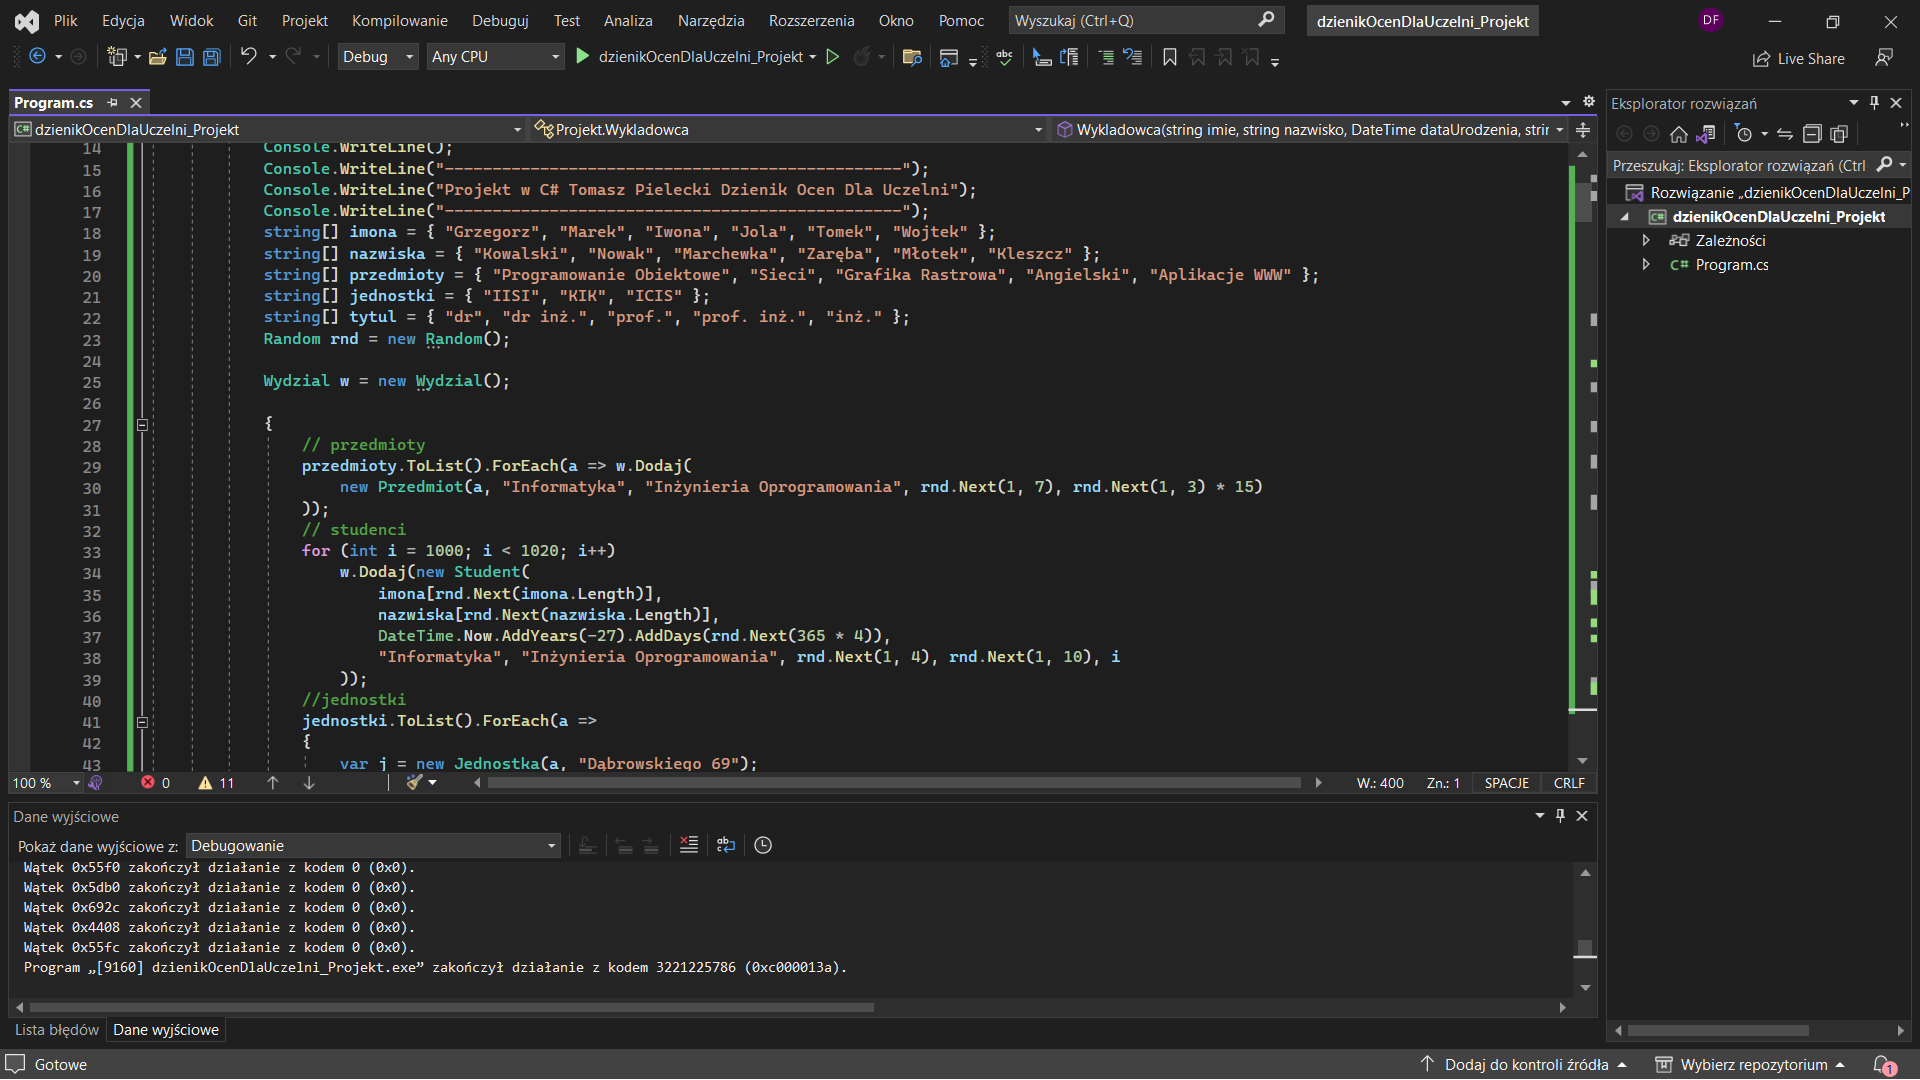 Plik Edycja Widok Git Projekt Kompilowanie Debuguj Test Analiza Narzędzia Rozszerzenia Okno Pomoc Wyszukaj (Ctrl+Q) dzienikOcenDlaUczelni_Projekt DF
Debug Any CPU dzienikOcenDlaUczelni_Projekt Live Share
Program.cs
dzienikOcenDlaUczelni_Projekt Projekt.Wykladowca Wykladowca(string imie, string nazwisko, DateTime dataUrodzenia, strir
14 Console.WriteLine();
15 Console.WriteLine("------------------------------------------------");
16 Console.WriteLine("Projekt w C# Tomasz Pielecki Dzienik Ocen Dla Uczelni");
17 Console.WriteLine("------------------------------------------------");
18 string[] imona = { "Grzegorz", "Marek", "Iwona", "Jola", "Tomek", "Wojtek" };
19 string[] nazwiska = { "Kowalski", "Nowak", "Marchewka", "Zaręba", "Młotek", "Kleszcz" };
20 string[] przedmioty = { "Programowanie Obiektowe", "Sieci", "Grafika Rastrowa", "Angielski", "Aplikacje WWW" };
21 string[] jednostki = { "IISI", "KIK", "ICIS" };
22 string[] tytul = { "dr", "dr inż.", "prof.", "prof. inż.", "inż." };
23 Random rnd = new Random();
24
25 Wydzial w = new Wydzial();
26
27 {
28 // przedmioty
29 przedmioty.ToList().ForEach(a => w.Dodaj(
30 new Przedmiot(a, "Informatyka", "Inżynieria Oprogramowania", rnd.Next(1, 7), rnd.Next(1, 3) * 15)
31 ));
32 // studenci
33 for (int i = 1000; i < 1020; i++)
34 w.Dodaj(new Student(
35 imona[rnd.Next(imona.Length)],
36 nazwiska[rnd.Next(nazwiska.Length)],
37 DateTime.Now.AddYears(-27).AddDays(rnd.Next(365 * 4)),
38 "Informatyka", "Inżynieria Oprogramowania", rnd.Next(1, 4), rnd.Next(1, 10), i
39 ));
40 //jednostki
41 jednostki.ToList().ForEach(a =>
42 {
43 var j = new Jednostka(a, "Dąbrowskiego 69");
100 % 0 11 W.: 400 Zn.: 1 SPACJE CRLF
Dane wyjściowe
Pokaż dane wyjściowe z: Debugowanie
Wątek 0x55f0 zakończył działanie z kodem 0 (0x0).
Wątek 0x5db0 zakończył działanie z kodem 0 (0x0).
Wątek 0x692c zakończył działanie z kodem 0 (0x0).
Wątek 0x4408 zakończył działanie z kodem 0 (0x0).
Wątek 0x55fc zakończył działanie z kodem 0 (0x0).
Program „[9160] dzienikOcenDlaUczelni_Projekt.exe” zakończył działanie z kodem 3221225786 (0xc000013a).
Lista błędów Dane wyjściowe
Eksplorator rozwiązań
Przeszukaj: Eksplorator rozwiązań (Ctrl
Rozwiązanie „dzienikOcenDlaUczelni_P
dzienikOcenDlaUczelni_Projekt
Zależności
C# Program.cs
Gotowe Dodaj do kontroli źródła Wybierz repozytorium 1